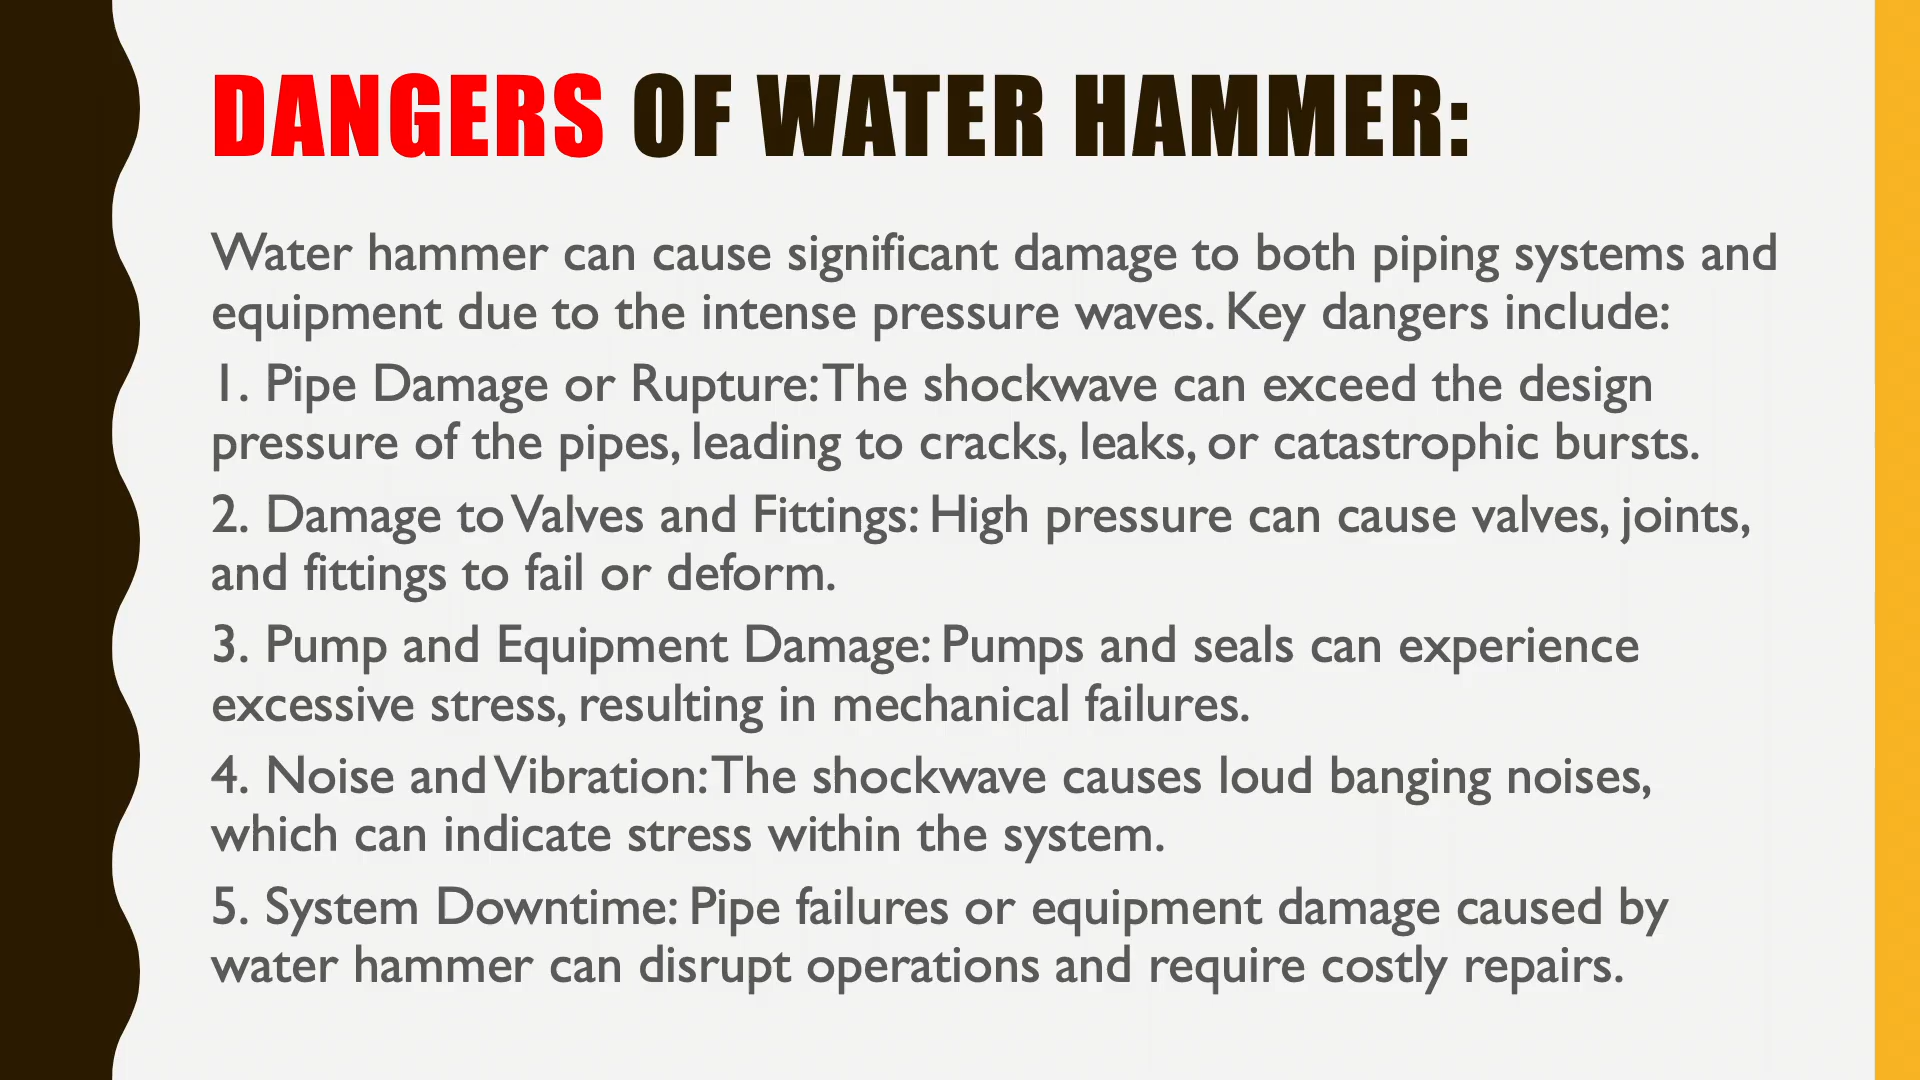 DANGERS OF WATER HAMMER:
Water hammer can cause significant damage to both piping systems and
equipment due to the intense pressure waves. Key dangers include:
1. Pipe Damage or Rupture: The shockwave can exceed the design
pressure of the pipes, leading to cracks, leaks, or catastrophic bursts.
2. Damage to Valves and Fittings: High pressure can cause valves, joints,
and fittings to fail or deform.
3. Pump and Equipment Damage: Pumps and seals can experience
excessive stress, resulting in mechanical failures.
4. Noise and Vibration: The shockwave causes loud banging noises,
which can indicate stress within the system.
5. System Downtime: Pipe failures or equipment damage caused by
water hammer can disrupt operations and require costly repairs.